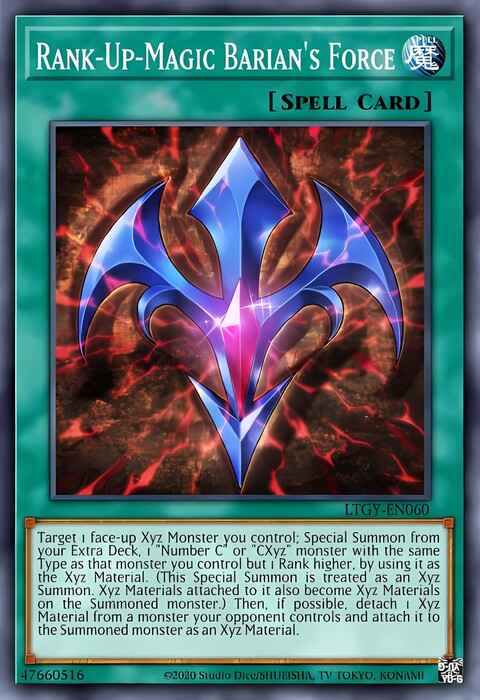 Rank-Up-Magic Barian's Force
魔
[Spell Card]
LTGY-EN060
Target 1 face-up Xyz Monster you control; Special Summon from
your Extra Deck, 1 "Number C" or "CXyz" monster with the same
Type as that monster you control but 1 Rank higher, by using it as
the Xyz Material. (This Special Summon is treated as an Xyz
Summon. Xyz Materials attached to it also become Xyz Materials
on the Summoned monster.) Then, if possible, detach 1 Xyz
Material from a monster your opponent controls and attach it to
the Summoned monster as an Xyz Material.
47660516
©2020 Studio Dice/SHUEISHA, TV TOKYO, KONAMI